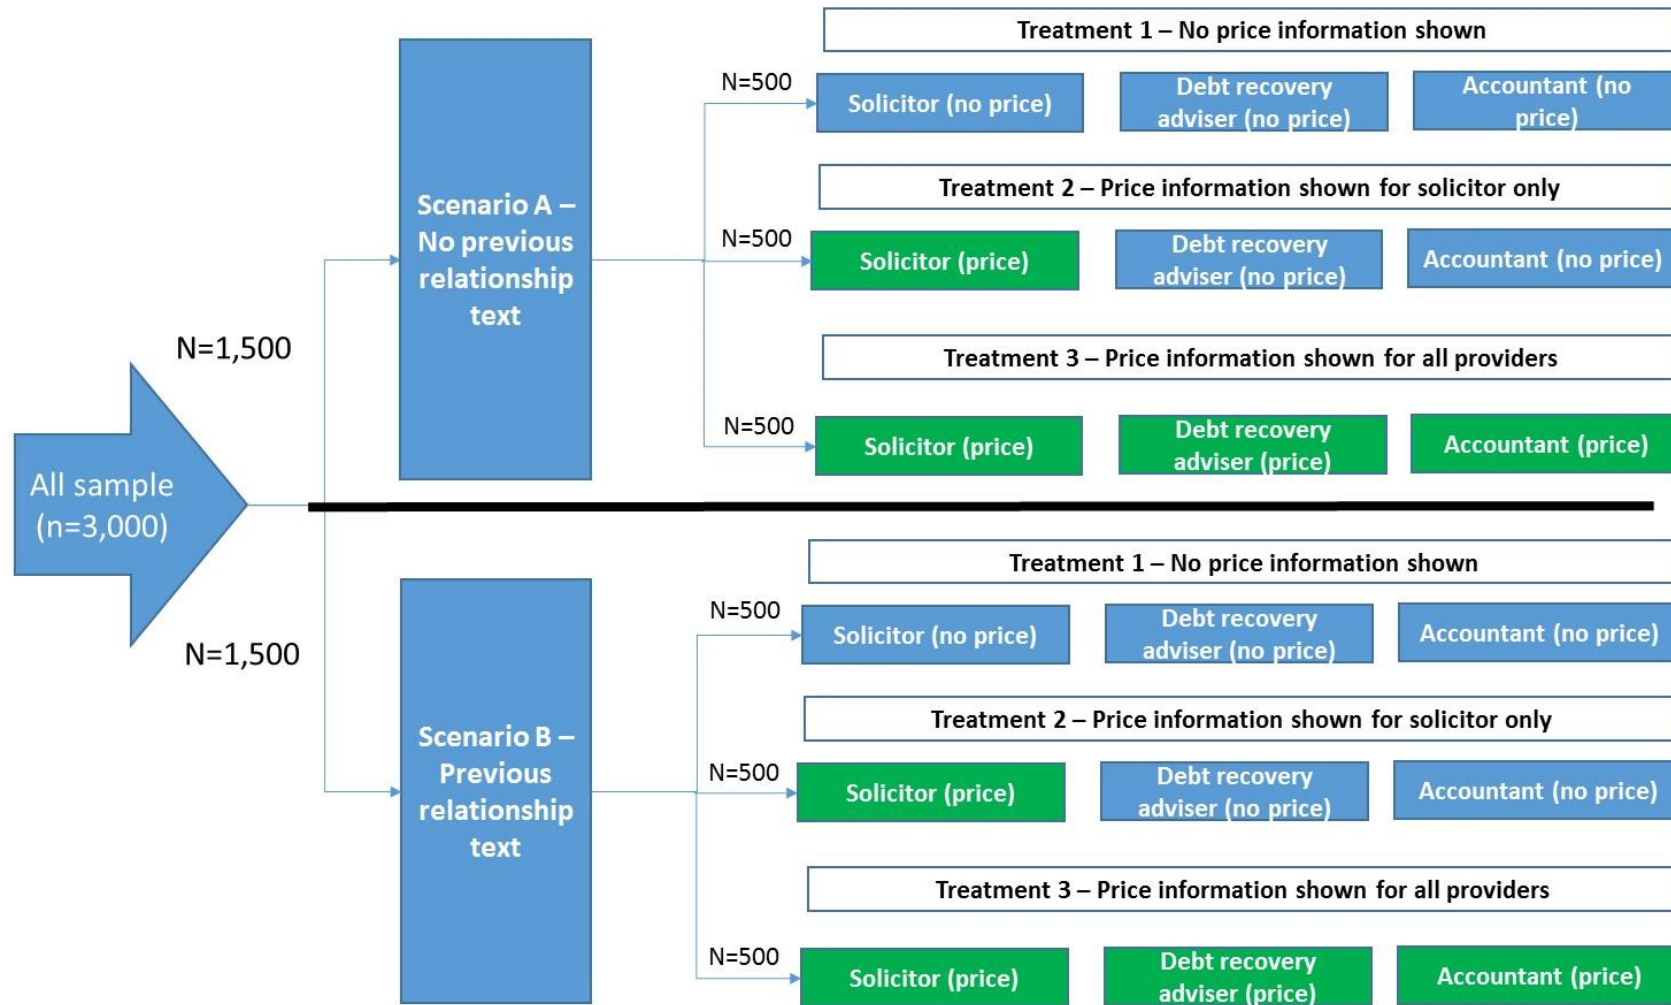 Treatment 1 – No price information shown
N=500
Solicitor (no price)
Debt recovery
adviser (no price)
Accountant (no
price)
Treatment 2 – Price information shown for solicitor only
Scenario A –
No previous
relationship
text
N=500
Solicitor (price)
Debt recovery
adviser (no price)
Accountant (no price)
N=1,500
Treatment 3 – Price information shown for all providers
N=500
Solicitor (price)
Debt recovery
adviser (price)
Accountant (price)
All sample
(n=3,000)
Treatment 1 – No price information shown
N=500
Solicitor (no price)
Debt recovery
adviser (no price)
Accountant (no price)
N=1,500
Treatment 2 – Price information shown for solicitor only
Scenario B –
Previous
relationship
text
N=500
Solicitor (price)
Debt recovery
adviser (no price)
Accountant (no price)
Treatment 3 – Price information shown for all providers
N=500
Solicitor (price)
Debt recovery
adviser (price)
Accountant (price)